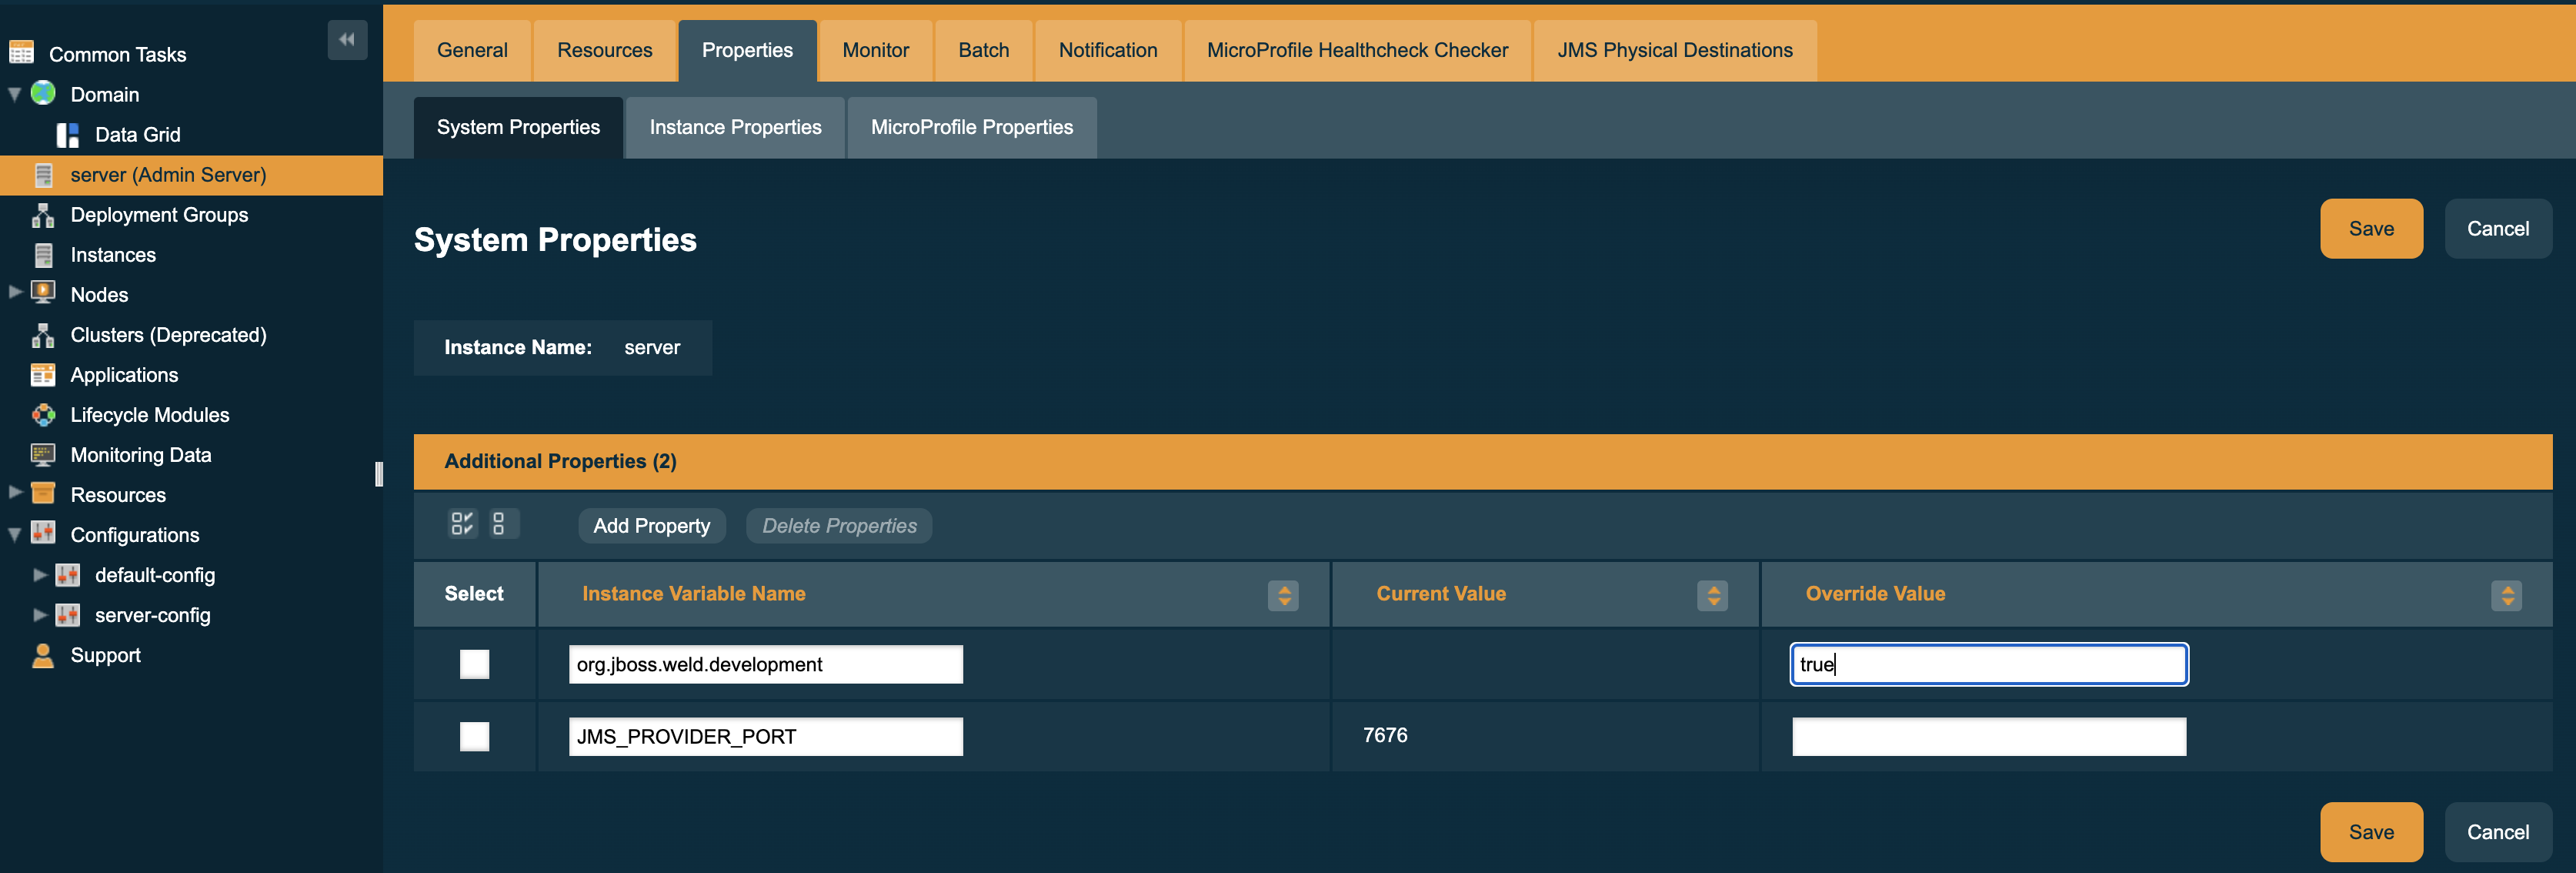 Common Tasks
Domain
Data Grid
server (Admin Server)
Deployment Groups
Instances
Nodes
Clusters (Deprecated)
Applications
Lifecycle Modules
Monitoring Data
Resources
Configurations
default-config
server-config
Support
General Resources Properties Monitor Batch Notification MicroProfile Healthcheck Checker JMS Physical Destinations
System Properties Instance Properties MicroProfile Properties
System Properties
Save Cancel
Instance Name: server
Additional Properties (2)
Add Property Delete Properties
Select Instance Variable Name Current Value Override Value
org.jboss.weld.development true
JMS_PROVIDER_PORT 7676
Save Cancel